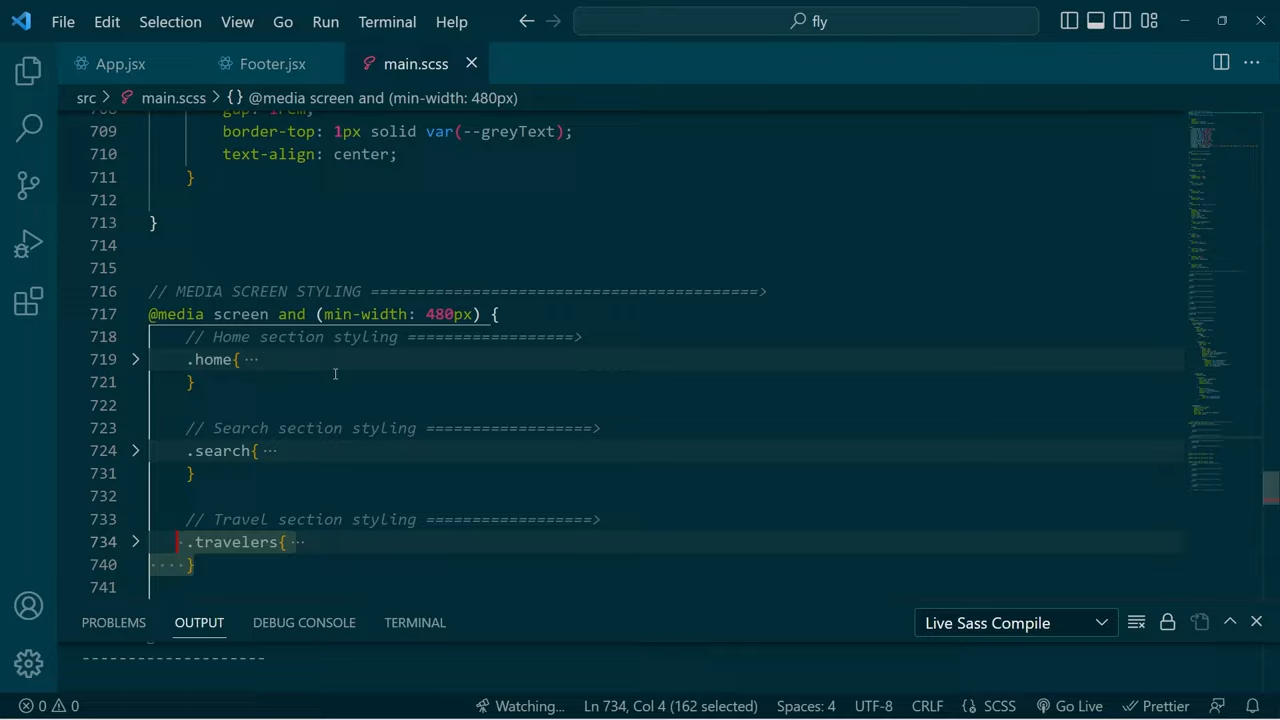 File Edit Selection View Go Run Terminal Help fly
App.jsx Footer.jsx main.scss
src > main.scss > {} @media screen and (min-width: 480px)
708 gap: 1rem;
709 border-top: 1px solid var(--greyText);
710 text-align: center;
711 }
712
713 }
714
715
716 // MEDIA SCREEN STYLING ==========================================>
717 @media screen and (min-width: 480px) {
718 // Home section styling ==================>
719 .home{ ...
721 }
722
723 // Search section styling ==================>
724 .search{ ...
731 }
732
733 // Travel section styling ==================>
734 .travelers{ ...
740 }
741
PROBLEMS OUTPUT DEBUG CONSOLE TERMINAL Live Sass Compile
--------------------
0 0 Watching... Ln 734, Col 4 (162 selected) Spaces: 4 UTF-8 CRLF {} SCSS Go Live Prettier